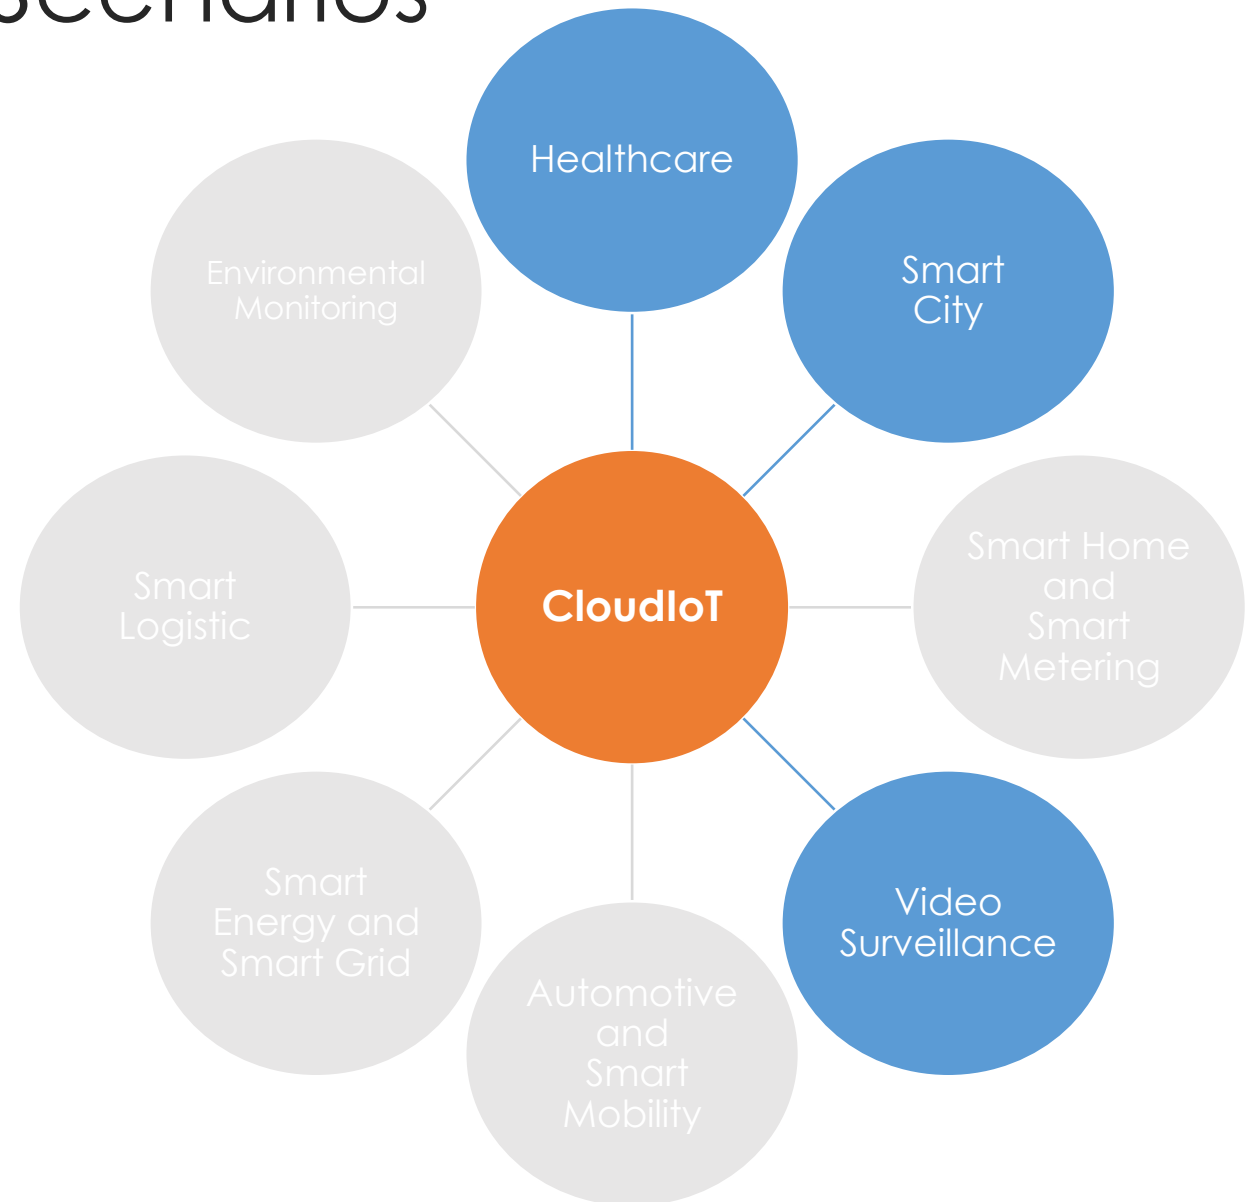 Scenarios
Healthcare
Smart
City
Smart Home
and
Smart
Metering
Video
Surveillance
Automotive
and
Smart
Mobility
Smart
Energy and
Smart Grid
Smart
Logistic
Environmental
Monitoring
CloudIoT